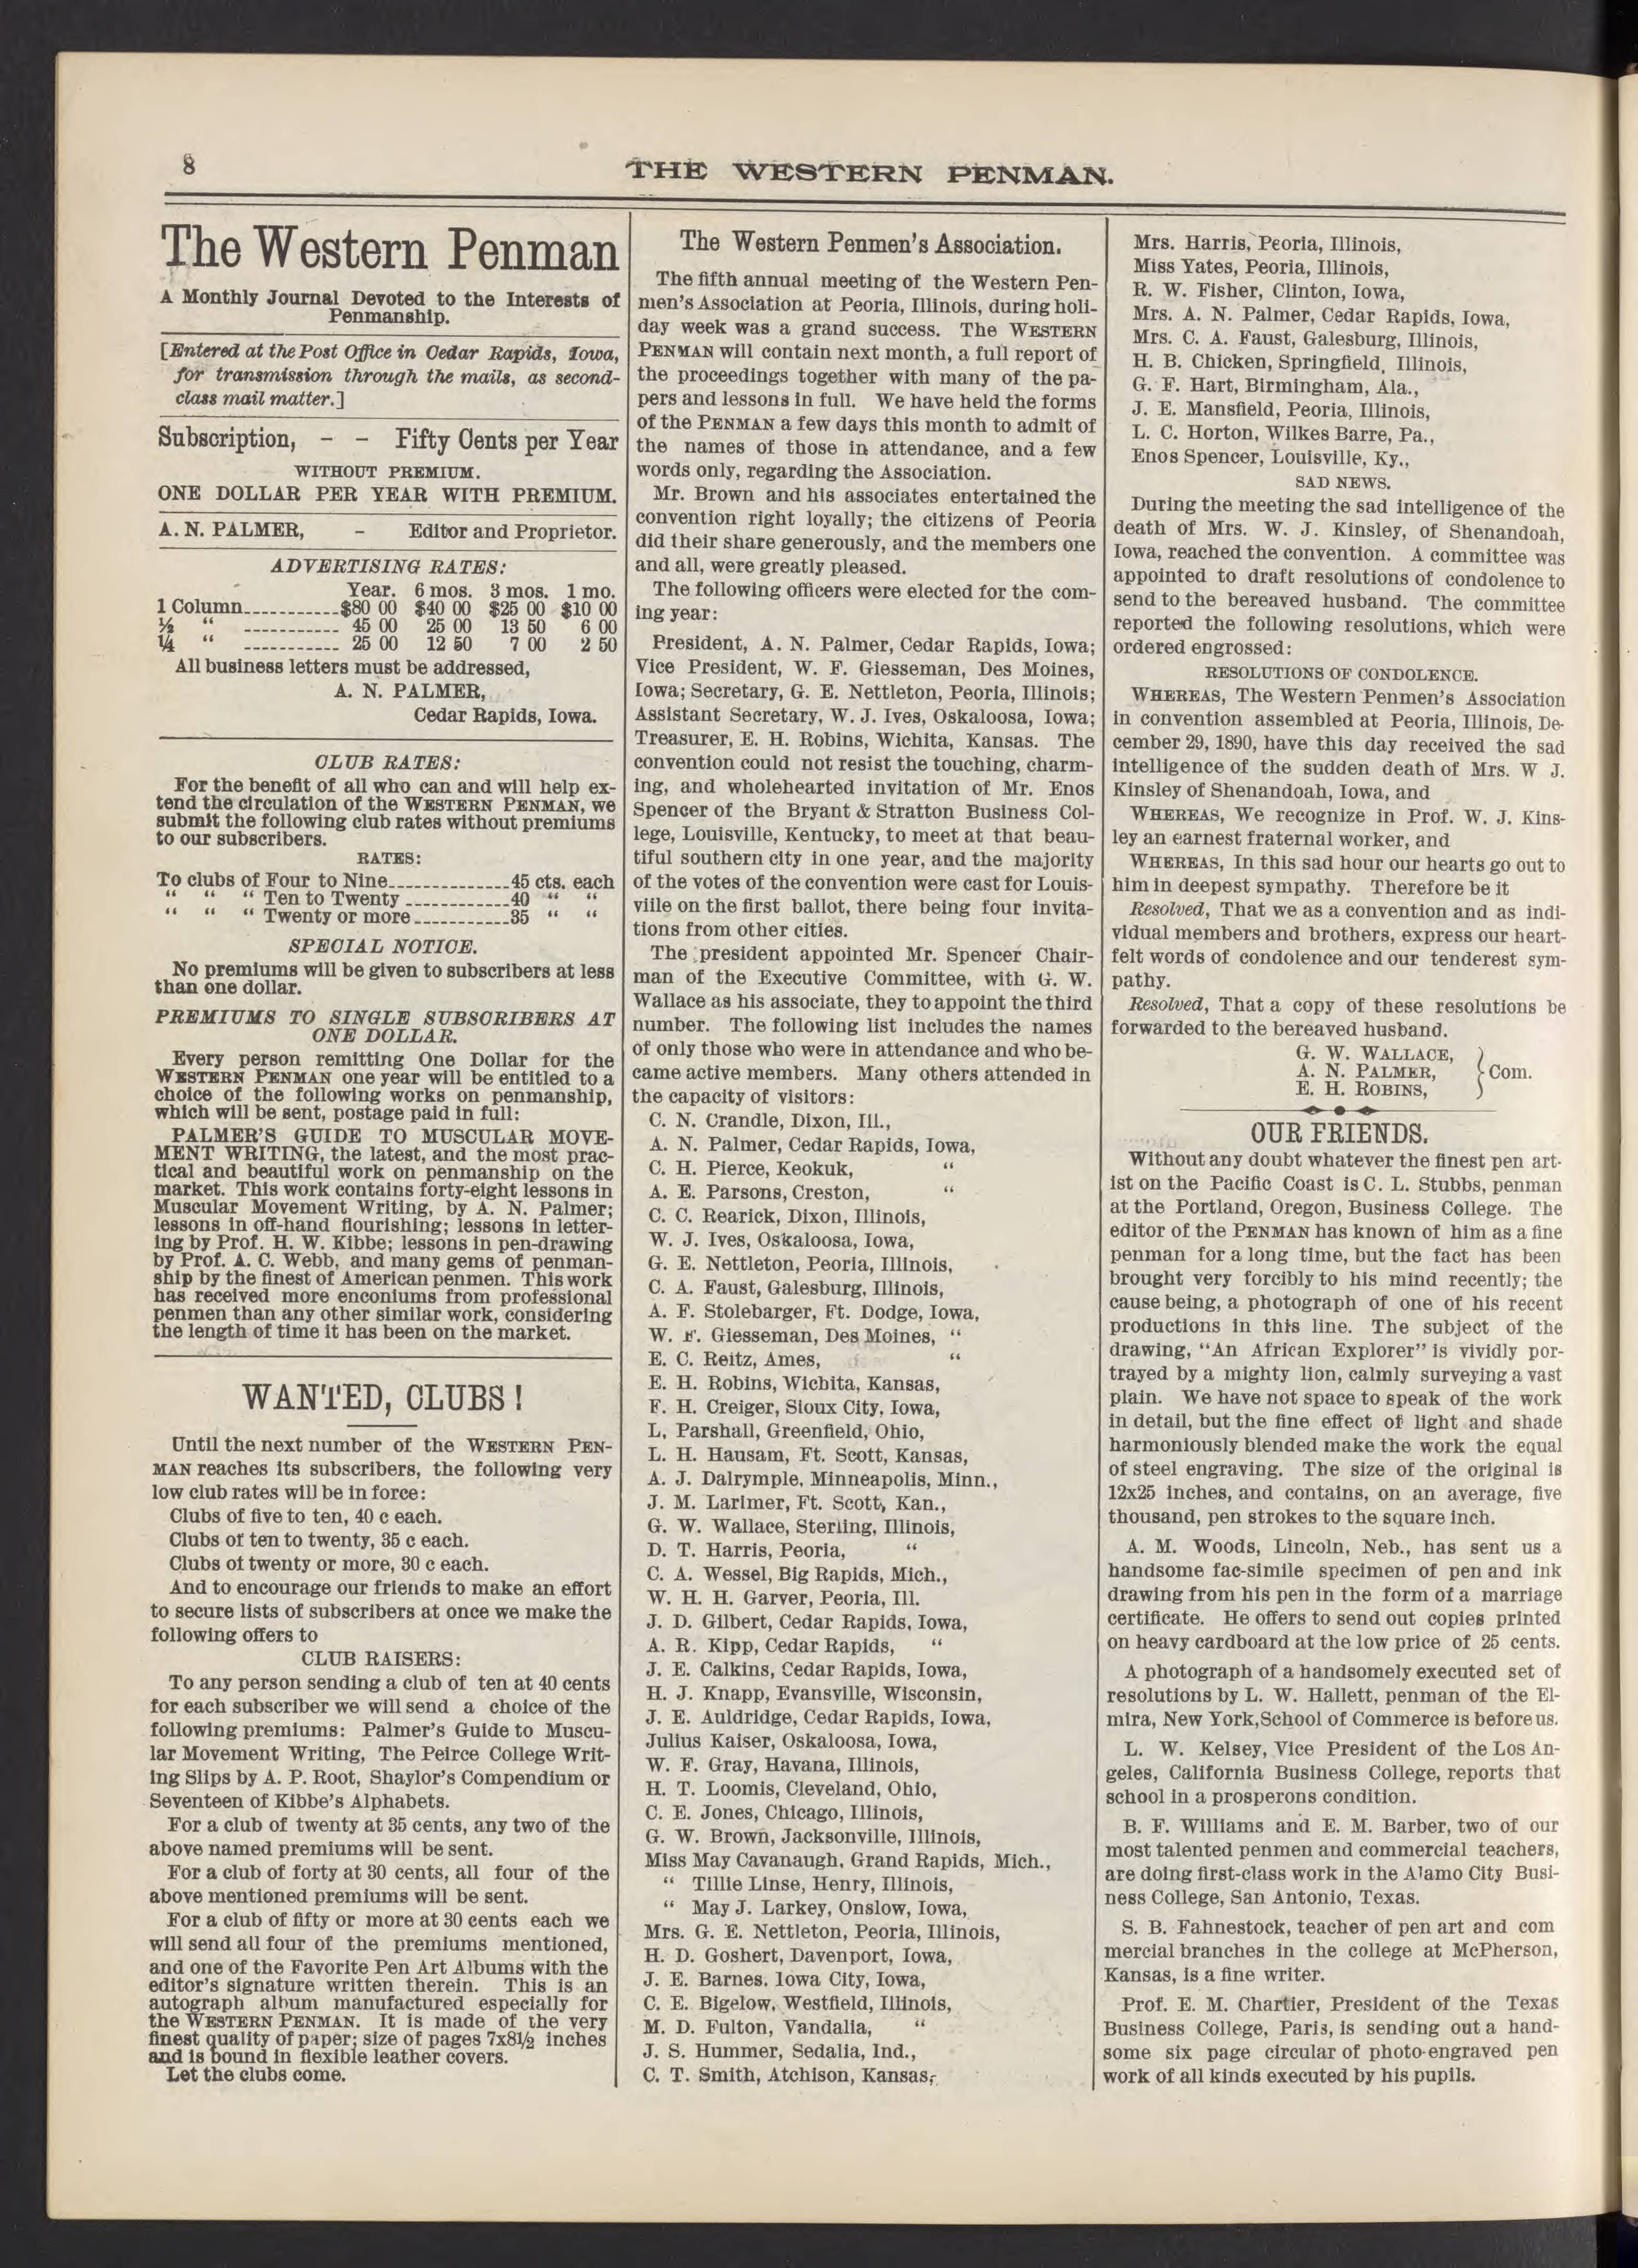 8
THE WESTERN PENMAN.
The Western Penman
A Monthly Journal Devoted to the Interests of
Penmanship.
[Entered at the Post Office in Cedar Rapids, Iowa,
for transmission through the mails, as second-
class mail matter.]
Subscription, - - Fifty Cents per Year
WITHOUT PREMIUM.
ONE DOLLAR PER YEAR WITH PREMIUM.
A. N. PALMER, - Editor and Proprietor.
ADVERTISING RATES:
Year. 6 mos. 3 mos. 1 mo.
1 Column............$80 00 $40 00 $25 00 $10 00
½ “ ............ 45 00 25 00 13 50 6 00
¼ “ ............ 25 00 12 50 7 00 2 50
All business letters must be addressed,
A. N. PALMER,
Cedar Rapids, Iowa.
CLUB RATES:
For the benefit of all who can and will help ex-
tend the circulation of the WESTERN PENMAN, we
submit the following club rates without premiums
to our subscribers.
RATES:
To clubs of Four to Nine..............45 cts. each
“ “ “ Ten to Twenty ............40 “ “
“ “ “ Twenty or more ...........35 “ “
SPECIAL NOTICE.
No premiums will be given to subscribers at less
than one dollar.
PREMIUMS TO SINGLE SUBSCRIBERS AT
ONE DOLLAR.
Every person remitting One Dollar for the
WESTERN PENMAN one year will be entitled to a
choice of the following works on penmanship,
which will be sent, postage paid in full:
PALMER'S GUIDE TO MUSCULAR MOVE-
MENT WRITING, the latest, and the most prac-
tical and beautiful work on penmanship on the
market. This work contains forty-eight lessons in
Muscular Movement Writing, by A. N. Palmer;
lessons in off-hand flourishing; lessons in letter-
ing by Prof. H. W. Kibbe; lessons in pen-drawing
by Prof. A. C. Webb, and many gems of penman-
ship by the finest of American penmen. This work
has received more enconiums from professional
penmen than any other similar work, considering
the length of time it has been on the market.
WANTED, CLUBS!
Until the next number of the WESTERN PEN-
MAN reaches its subscribers, the following very
low club rates will be in force:
Clubs of five to ten, 40 c each.
Clubs of ten to twenty, 35 c each.
Clubs of twenty or more, 30 c each.
And to encourage our friends to make an effort
to secure lists of subscribers at once we make the
following offers to
CLUB RAISERS:
To any person sending a club of ten at 40 cents
for each subscriber we will send a choice of the
following premiums: Palmer's Guide to Muscu-
lar Movement Writing, The Peirce College Writ-
ing Slips by A. P. Root, Shaylor's Compendium or
Seventeen of Kibbe's Alphabets.
For a club of twenty at 35 cents, any two of the
above named premiums will be sent.
For a club of forty at 30 cents, all four of the
above mentioned premiums will be sent.
For a club of fifty or more at 30 cents each we
will send all four of the premiums mentioned,
and one of the Favorite Pen Art Albums with the
editor's signature written therein. This is an
autograph album manufactured especially for
the WESTERN PENMAN. It is made of the very
finest quality of paper; size of pages 7x8½ inches
and is bound in flexible leather covers.
Let the clubs come.
The Western Penmen's Association.
The fifth annual meeting of the Western Pen-
men's Association at Peoria, Illinois, during holi-
day week was a grand success. The WESTERN
PENMAN will contain next month, a full report of
the proceedings together with many of the pa-
pers and lessons in full. We have held the forms
of the PENMAN a few days this month to admit of
the names of those in attendance, and a few
words only, regarding the Association.
Mr. Brown and his associates entertained the
convention right loyally; the citizens of Peoria
did their share generously, and the members one
and all, were greatly pleased.
The following officers were elected for the com-
ing year:
President, A. N. Palmer, Cedar Rapids, Iowa;
Vice President, W. F. Giesseman, Des Moines,
Iowa; Secretary, G. E. Nettleton, Peoria, Illinois;
Assistant Secretary, W. J. Ives, Oskaloosa, Iowa;
Treasurer, E. H. Robins, Wichita, Kansas. The
convention could not resist the touching, charm-
ing, and wholehearted invitation of Mr. Enos
Spencer of the Bryant & Stratton Business Col-
lege, Louisville, Kentucky, to meet at that beau-
tiful southern city in one year, and the majority
of the votes of the convention were cast for Louis-
viile on the first ballot, there being four invita-
tions from other cities.
The president appointed Mr. Spencer Chair-
man of the Executive Committee, with G. W.
Wallace as his associate, they to appoint the third
number. The following list includes the names
of only those who were in attendance and who be-
came active members. Many others attended in
the capacity of visitors:
C. N. Crandle, Dixon, Ill.,
A. N. Palmer, Cedar Rapids, Iowa,
C. H. Pierce, Keokuk, “
A. E. Parsons, Creston, “
C. C. Rearick, Dixon, Illinois,
W. J. Ives, Oskaloosa, Iowa,
G. E. Nettleton, Peoria, Illinois,
C. A. Faust, Galesburg, Illinois,
A. F. Stolebarger, Ft. Dodge, Iowa,
W. F. Giesseman, Des Moines, “
E. C. Reitz, Ames, “
E. H. Robins, Wichita, Kansas,
F. H. Creiger, Sioux City, Iowa,
L, Parshall, Greenfield, Ohio,
L. H. Hausam, Ft. Scott, Kansas,
A. J. Dalrymple, Minneapolis, Minn.,
J. M. Larimer, Ft. Scott, Kan.,
G. W. Wallace, Sterling, Illinois,
D. T. Harris, Peoria, “
C. A. Wessel, Big Rapids, Mich.,
W. H. H. Garver, Peoria, Ill.
J. D. Gilbert, Cedar Rapids, Iowa,
A. R. Kipp, Cedar Rapids, “
J. E. Calkins, Cedar Rapids, Iowa,
H. J. Knapp, Evansville, Wisconsin,
J. E. Auldridge, Cedar Rapids, Iowa,
Julius Kaiser, Oskaloosa, Iowa,
W. F. Gray, Havana, Illinois,
H. T. Loomis, Cleveland, Ohio,
C. E. Jones, Chicago, Illinois,
G. W. Brown, Jacksonville, Illinois,
Miss May Cavanaugh, Grand Rapids, Mich.,
“ Tillie Linse, Henry, Illinois,
“ May J. Larkey, Onslow, Iowa,
Mrs. G. E. Nettleton, Peoria, Illinois,
H. D. Goshert, Davenport, Iowa,
J. E. Barnes. Iowa City, Iowa,
C. E. Bigelow, Westfield, Illinois,
M. D. Fulton, Vandalia, “
J. S. Hummer, Sedalia, Ind.,
C. T. Smith, Atchison, Kansas,
Mrs. Harris, Peoria, Illinois,
Miss Yates, Peoria, Illinois,
R. W. Fisher, Clinton, Iowa,
Mrs. A. N. Palmer, Cedar Rapids, Iowa,
Mrs. C. A. Faust, Galesburg, Illinois,
H. B. Chicken, Springfield, Illinois,
G. F. Hart, Birmingham, Ala.,
J. E. Mansfield, Peoria, Illinois,
L. C. Horton, Wilkes Barre, Pa.,
Enos Spencer, Louisville, Ky.,
SAD NEWS.
During the meeting the sad intelligence of the
death of Mrs. W. J. Kinsley, of Shenandoah,
Iowa, reached the convention. A committee was
appointed to draft resolutions of condolence to
send to the bereaved husband. The committee
reported the following resolutions, which were
ordered engrossed:
RESOLUTIONS OF CONDOLENCE.
WHEREAS, The Western Penmen's Association
in convention assembled at Peoria, Illinois, De-
cember 29, 1890, have this day received the sad
intelligence of the sudden death of Mrs. W J.
Kinsley of Shenandoah, Iowa, and
WHEREAS, We recognize in Prof. W. J. Kins-
ley an earnest fraternal worker, and
WHEREAS, In this sad hour our hearts go out to
him in deepest sympathy. Therefore be it
Resolved, That we as a convention and as indi-
vidual members and brothers, express our heart-
felt words of condolence and our tenderest sym-
pathy.
Resolved, That a copy of these resolutions be
forwarded to the bereaved husband.
G. W. WALLACE,
A. N. PALMER, } Com.
E. H. ROBINS,
OUR FRIENDS.
Without any doubt whatever the finest pen art-
ist on the Pacific Coast is C. L. Stubbs, penman
at the Portland, Oregon, Business College. The
editor of the PENMAN has known of him as a fine
penman for a long time, but the fact has been
brought very forcibly to his mind recently; the
cause being, a photograph of one of his recent
productions in this line. The subject of the
drawing, “An African Explorer” is vividly por-
trayed by a mighty lion, calmly surveying a vast
plain. We have not space to speak of the work
in detail, but the fine effect of light and shade
harmoniously blended make the work the equal
of steel engraving. The size of the original is
12x25 inches, and contains, on an average, five
thousand, pen strokes to the square inch.
A. M. Woods, Lincoln, Neb., has sent us a
handsome fac-simile specimen of pen and ink
drawing from his pen in the form of a marriage
certificate. He offers to send out copies printed
on heavy cardboard at the low price of 25 cents.
A photograph of a handsomely executed set of
resolutions by L. W. Hallett, penman of the El-
mira, New York,School of Commerce is before us.
L. W. Kelsey, Vice President of the Los An-
geles, California Business College, reports that
school in a prosperons condition.
B. F. Williams and E. M. Barber, two of our
most talented penmen and commercial teachers,
are doing first-class work in the Alamo City Busi-
ness College, San Antonio, Texas.
S. B. Fahnestock, teacher of pen art and com
mercial branches in the college at McPherson,
Kansas, is a fine writer.
Prof. E. M. Chartier, President of the Texas
Business College, Paris, is sending out a hand-
some six page circular of photo-engraved pen
work of all kinds executed by his pupils.